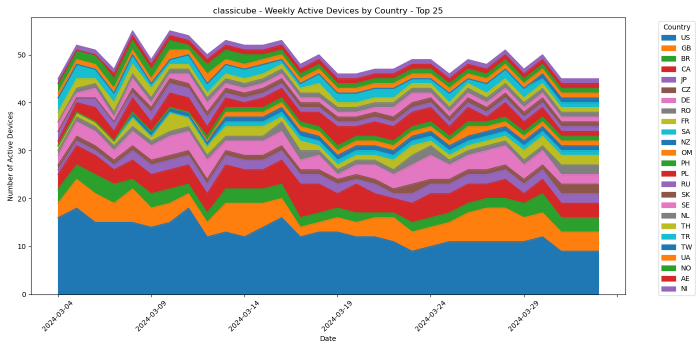 classicube - Weekly Active Devices by Country - Top 25
Number of Active Devices
50
40
30
20
10
0
2024-03-04
2024-03-09
2024-03-14
2024-03-19
2024-03-24
2024-03-29
Date
Country
US
GB
BR
CA
JP
CZ
DE
RO
FR
SA
NZ
OM
PH
PL
RU
SK
SE
NL
TH
TR
TW
UA
NO
AE
NI